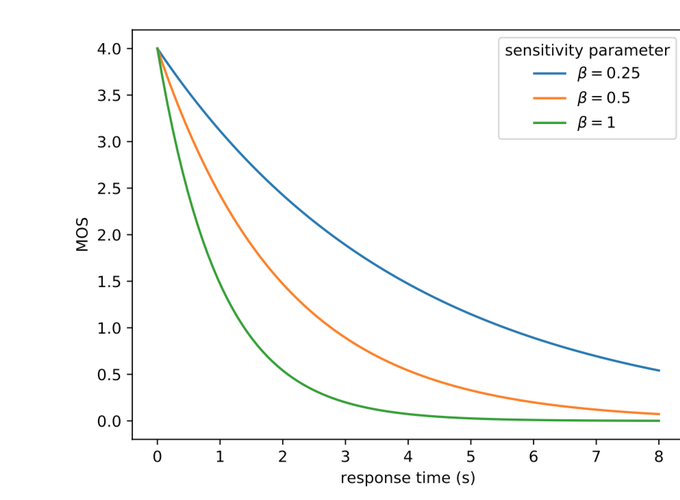 sensitivity parameter
β = 0.25
β = 0.5
β = 1
4.0
3.5
3.0
2.5
2.0
1.5
1.0
0.5
0.0
MOS
0 1 2 3 4 5 6 7 8
response time (s)